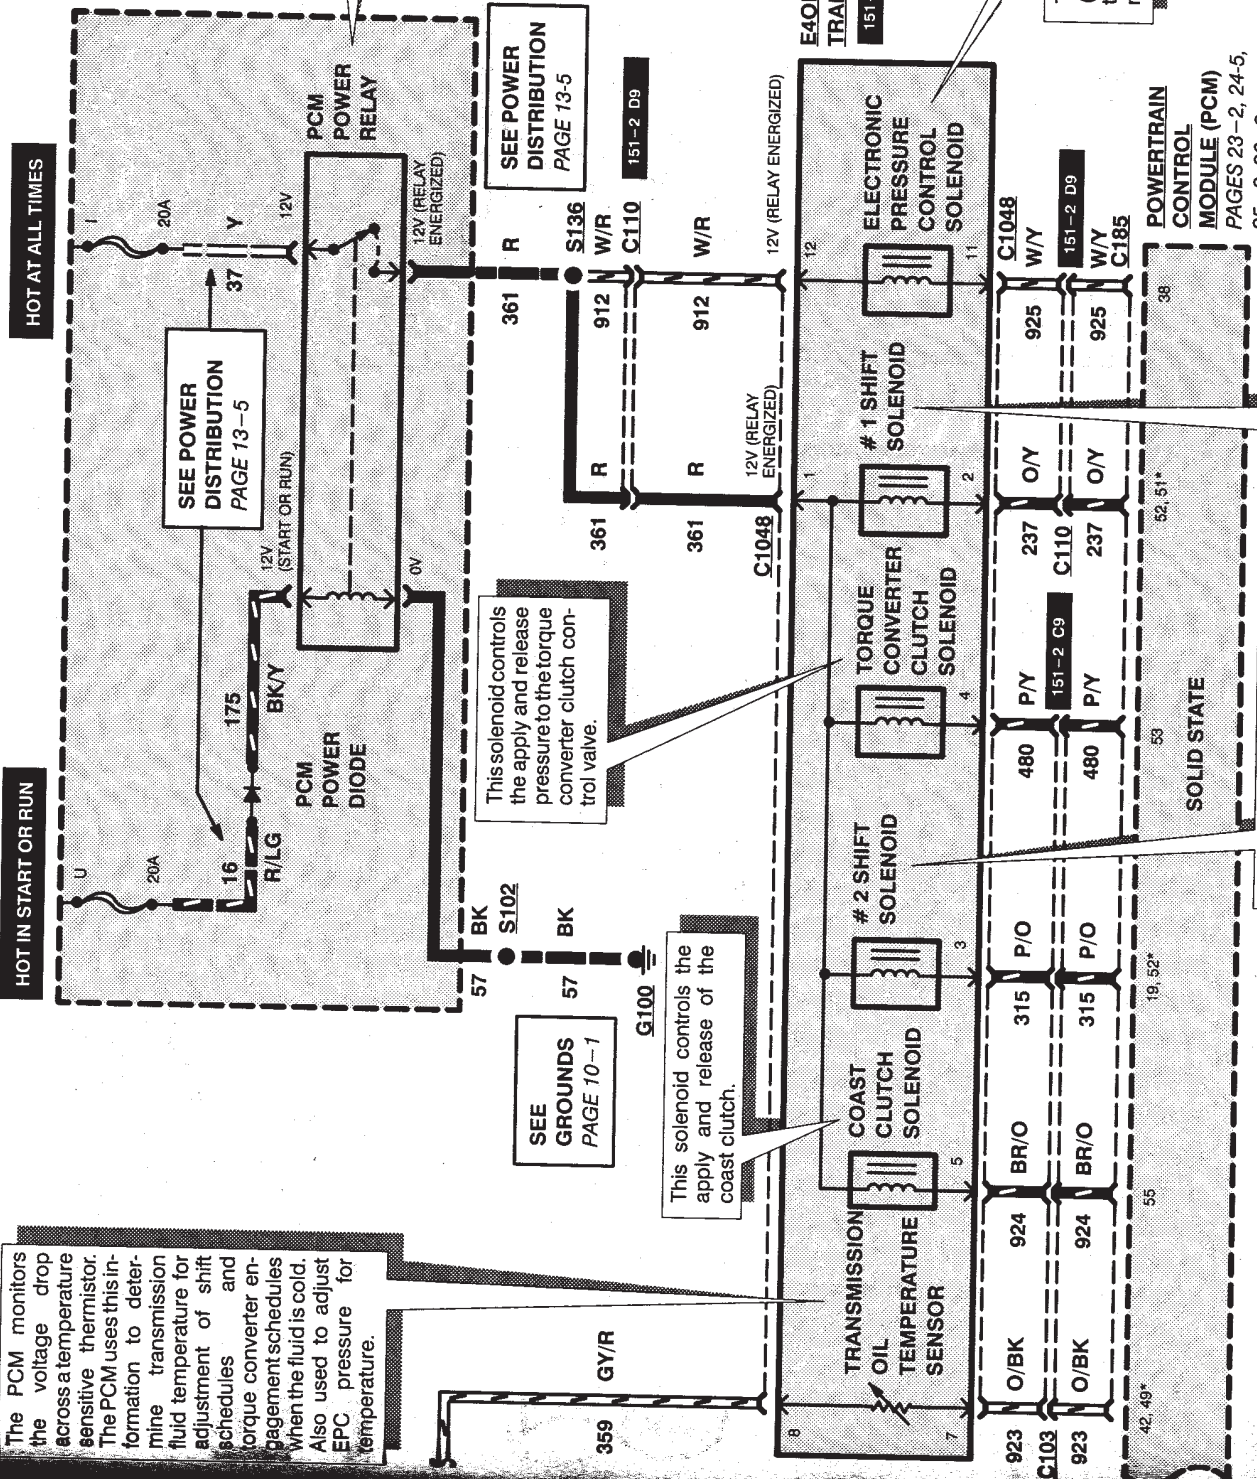 The PCM monitors
the voltage drop
across a temperature
sensitive thermistor.
The PCM uses this in-
formation to deter-
mine transmission
fluid temperature for
adjustment of shift
schedules and
torque converter en-
gagement schedules
when the fluid is cold.
Also used to adjust
EPC pressure for
temperature.
HOT IN START OR RUN
HOT AT ALL TIMES
U
20A
16
R/LG
175
BK/Y
PCM
POWER
DIODE
SEE POWER
DISTRIBUTION
PAGE 13-5
I
20A
37
Y
12V
12V
(START OR RUN)
0V
PCM
POWER
RELAY
12V (RELAY
ENERGIZED)
57
BK
S102
57
BK
G100
SEE
GROUNDS
PAGE 10-1
361
R
S136
SEE POWER
DISTRIBUTION
PAGE 13-5
361
R
912
W/R
C110
151-2 D9
361
R
912
W/R
C1048
12V (RELAY
ENERGIZED)
12V (RELAY ENERGIZED)
This solenoid controls
the apply and release
pressure to the torque
converter clutch con-
trol valve.
This solenoid controls the
apply and release of the
coast clutch.
359
GY/R
8
1
12
TRANSMISSION
OIL
TEMPERATURE
SENSOR
COAST
CLUTCH
SOLENOID
# 2 SHIFT
SOLENOID
TORQUE
CONVERTER
CLUTCH
SOLENOID
# 1 SHIFT
SOLENOID
ELECTRONIC
PRESSURE
CONTROL
SOLENOID
7
5
3
4
2
11
923
O/BK
924
BR/O
315
P/O
480
P/Y
237
O/Y
925
W/Y
C1048
C103
151-2 C9
C110
151-2 D9
923
O/BK
924
BR/O
315
P/O
480
P/Y
237
O/Y
925
W/Y
C185
42, 49*
55
19, 52*
53
52, 51*
38
SOLID STATE
POWERTRAIN
CONTROL
MODULE (PCM)
PAGES 23-2, 24-5,